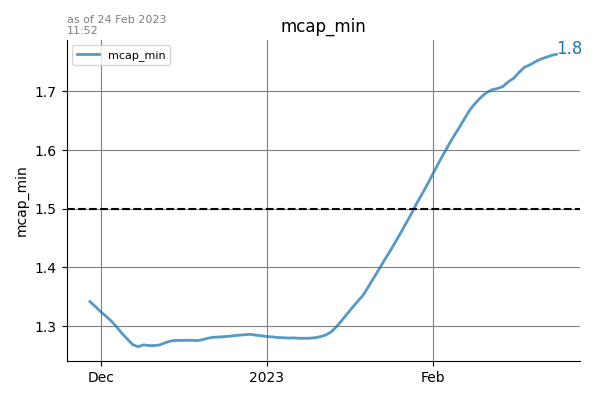 as of 24 Feb 2023
11:52
mcap_min
mcap_min
1.8
mcap_min
1.7
1.6
1.5
1.4
1.3
Dec
2023
Feb